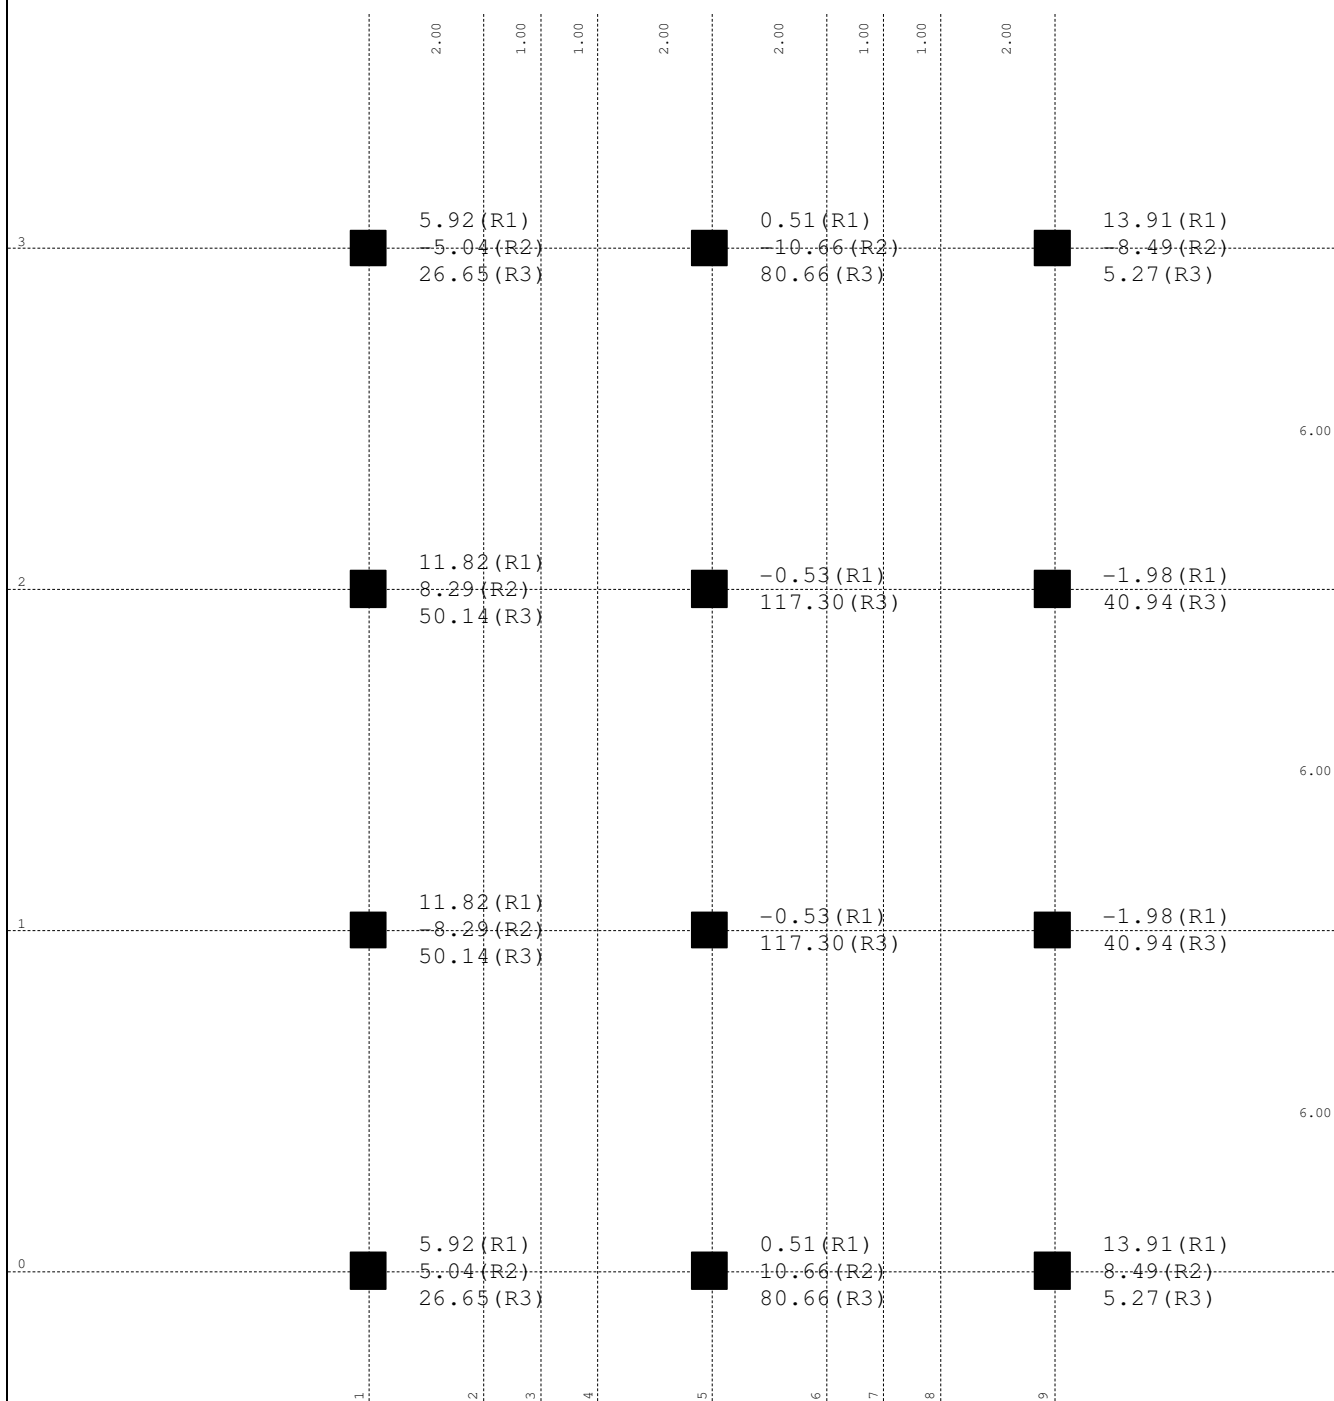 2.00 1.00 1.00 2.00 2.00 1.00 1.00 2.00
5.92(R1) 0.51(R1) 13.91(R1)
3 -5.04(R2) -10.66(R2) -8.49(R2)
26.65(R3) 80.66(R3) 5.27(R3)
6.00
11.82(R1) -0.53(R1) -1.98(R1)
2 8.29(R2)
50.14(R3) 117.30(R3) 40.94(R3)
6.00
11.82(R1) -0.53(R1) -1.98(R1)
1 -8.29(R2)
50.14(R3) 117.30(R3) 40.94(R3)
6.00
5.92(R1) 0.51(R1) 13.91(R1)
0 5.04(R2) 10.66(R2) 8.49(R2)
26.65(R3) 80.66(R3) 5.27(R3)
1 2 3 4 5 6 7 8 9